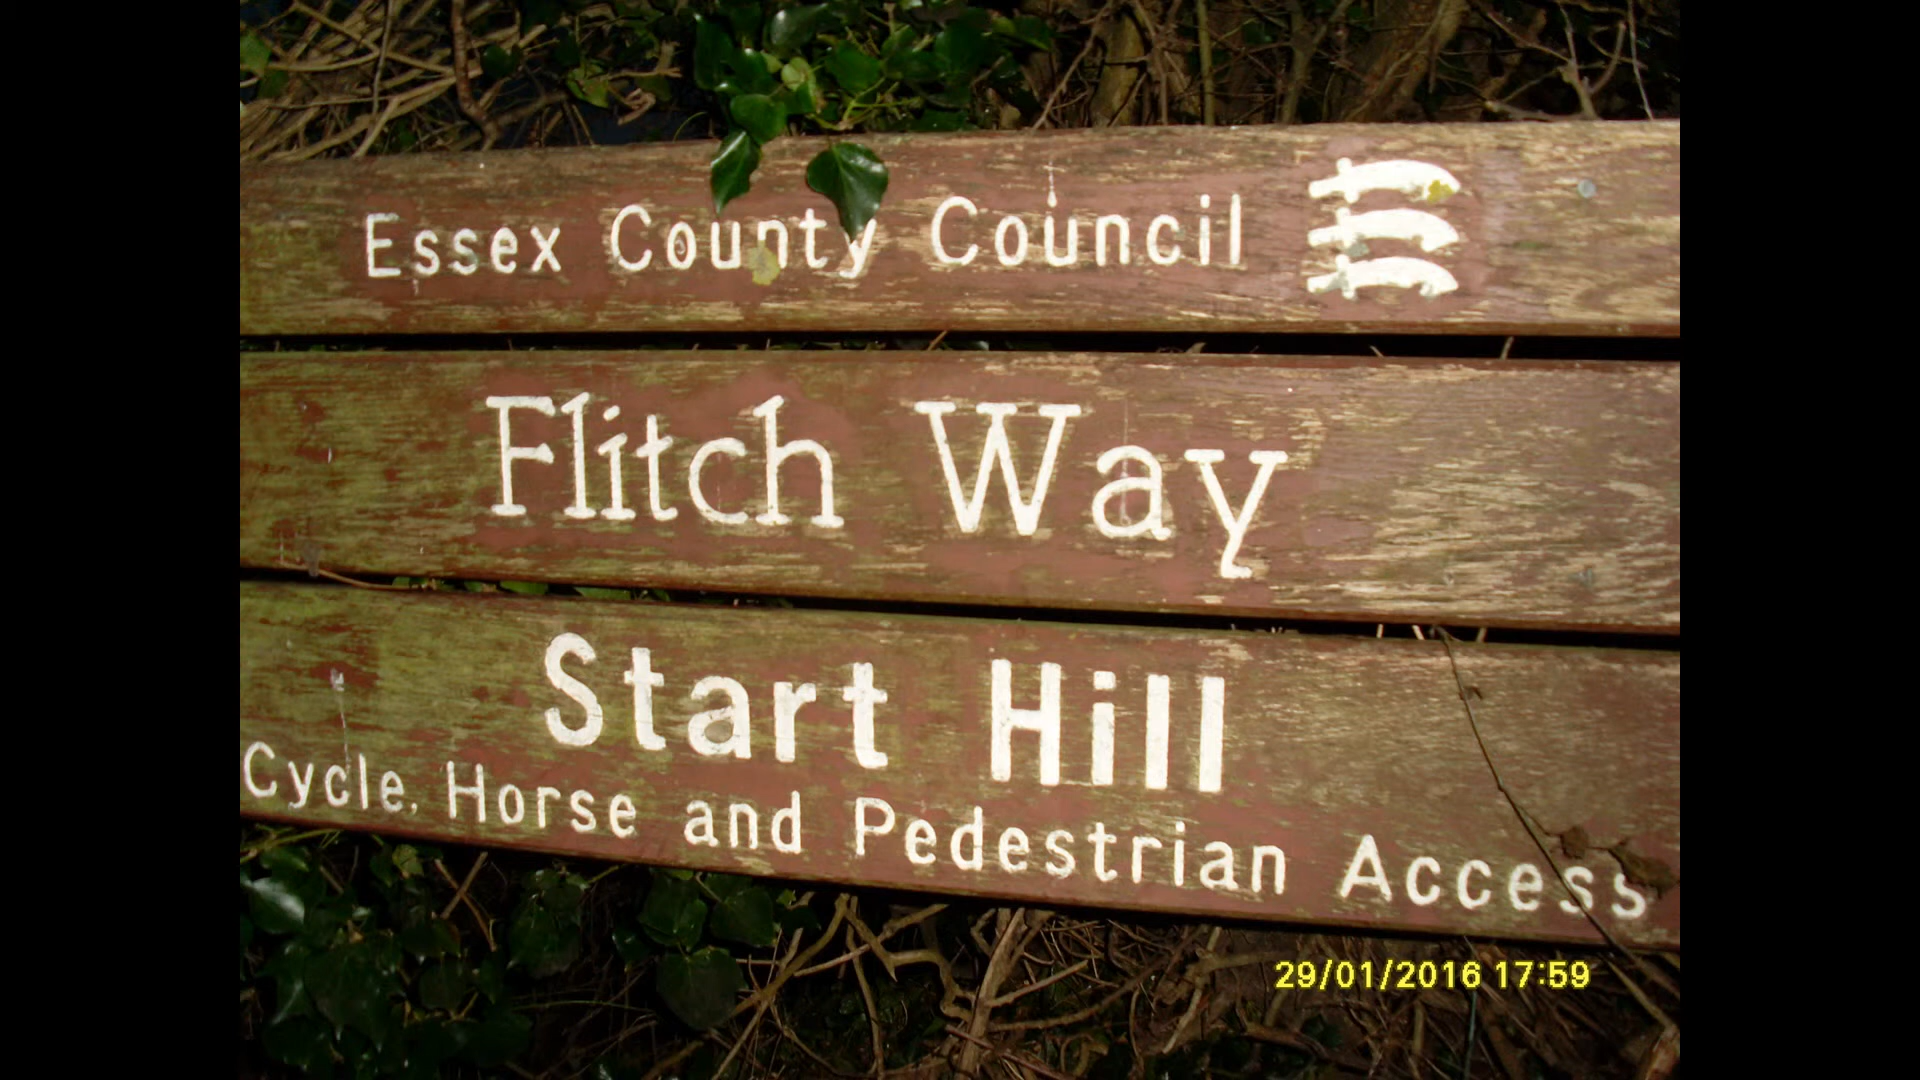 Essex County Council
Flitch Way
Start Hill
Cycle, Horse and Pedestrian Access
29/01/2016 17:59